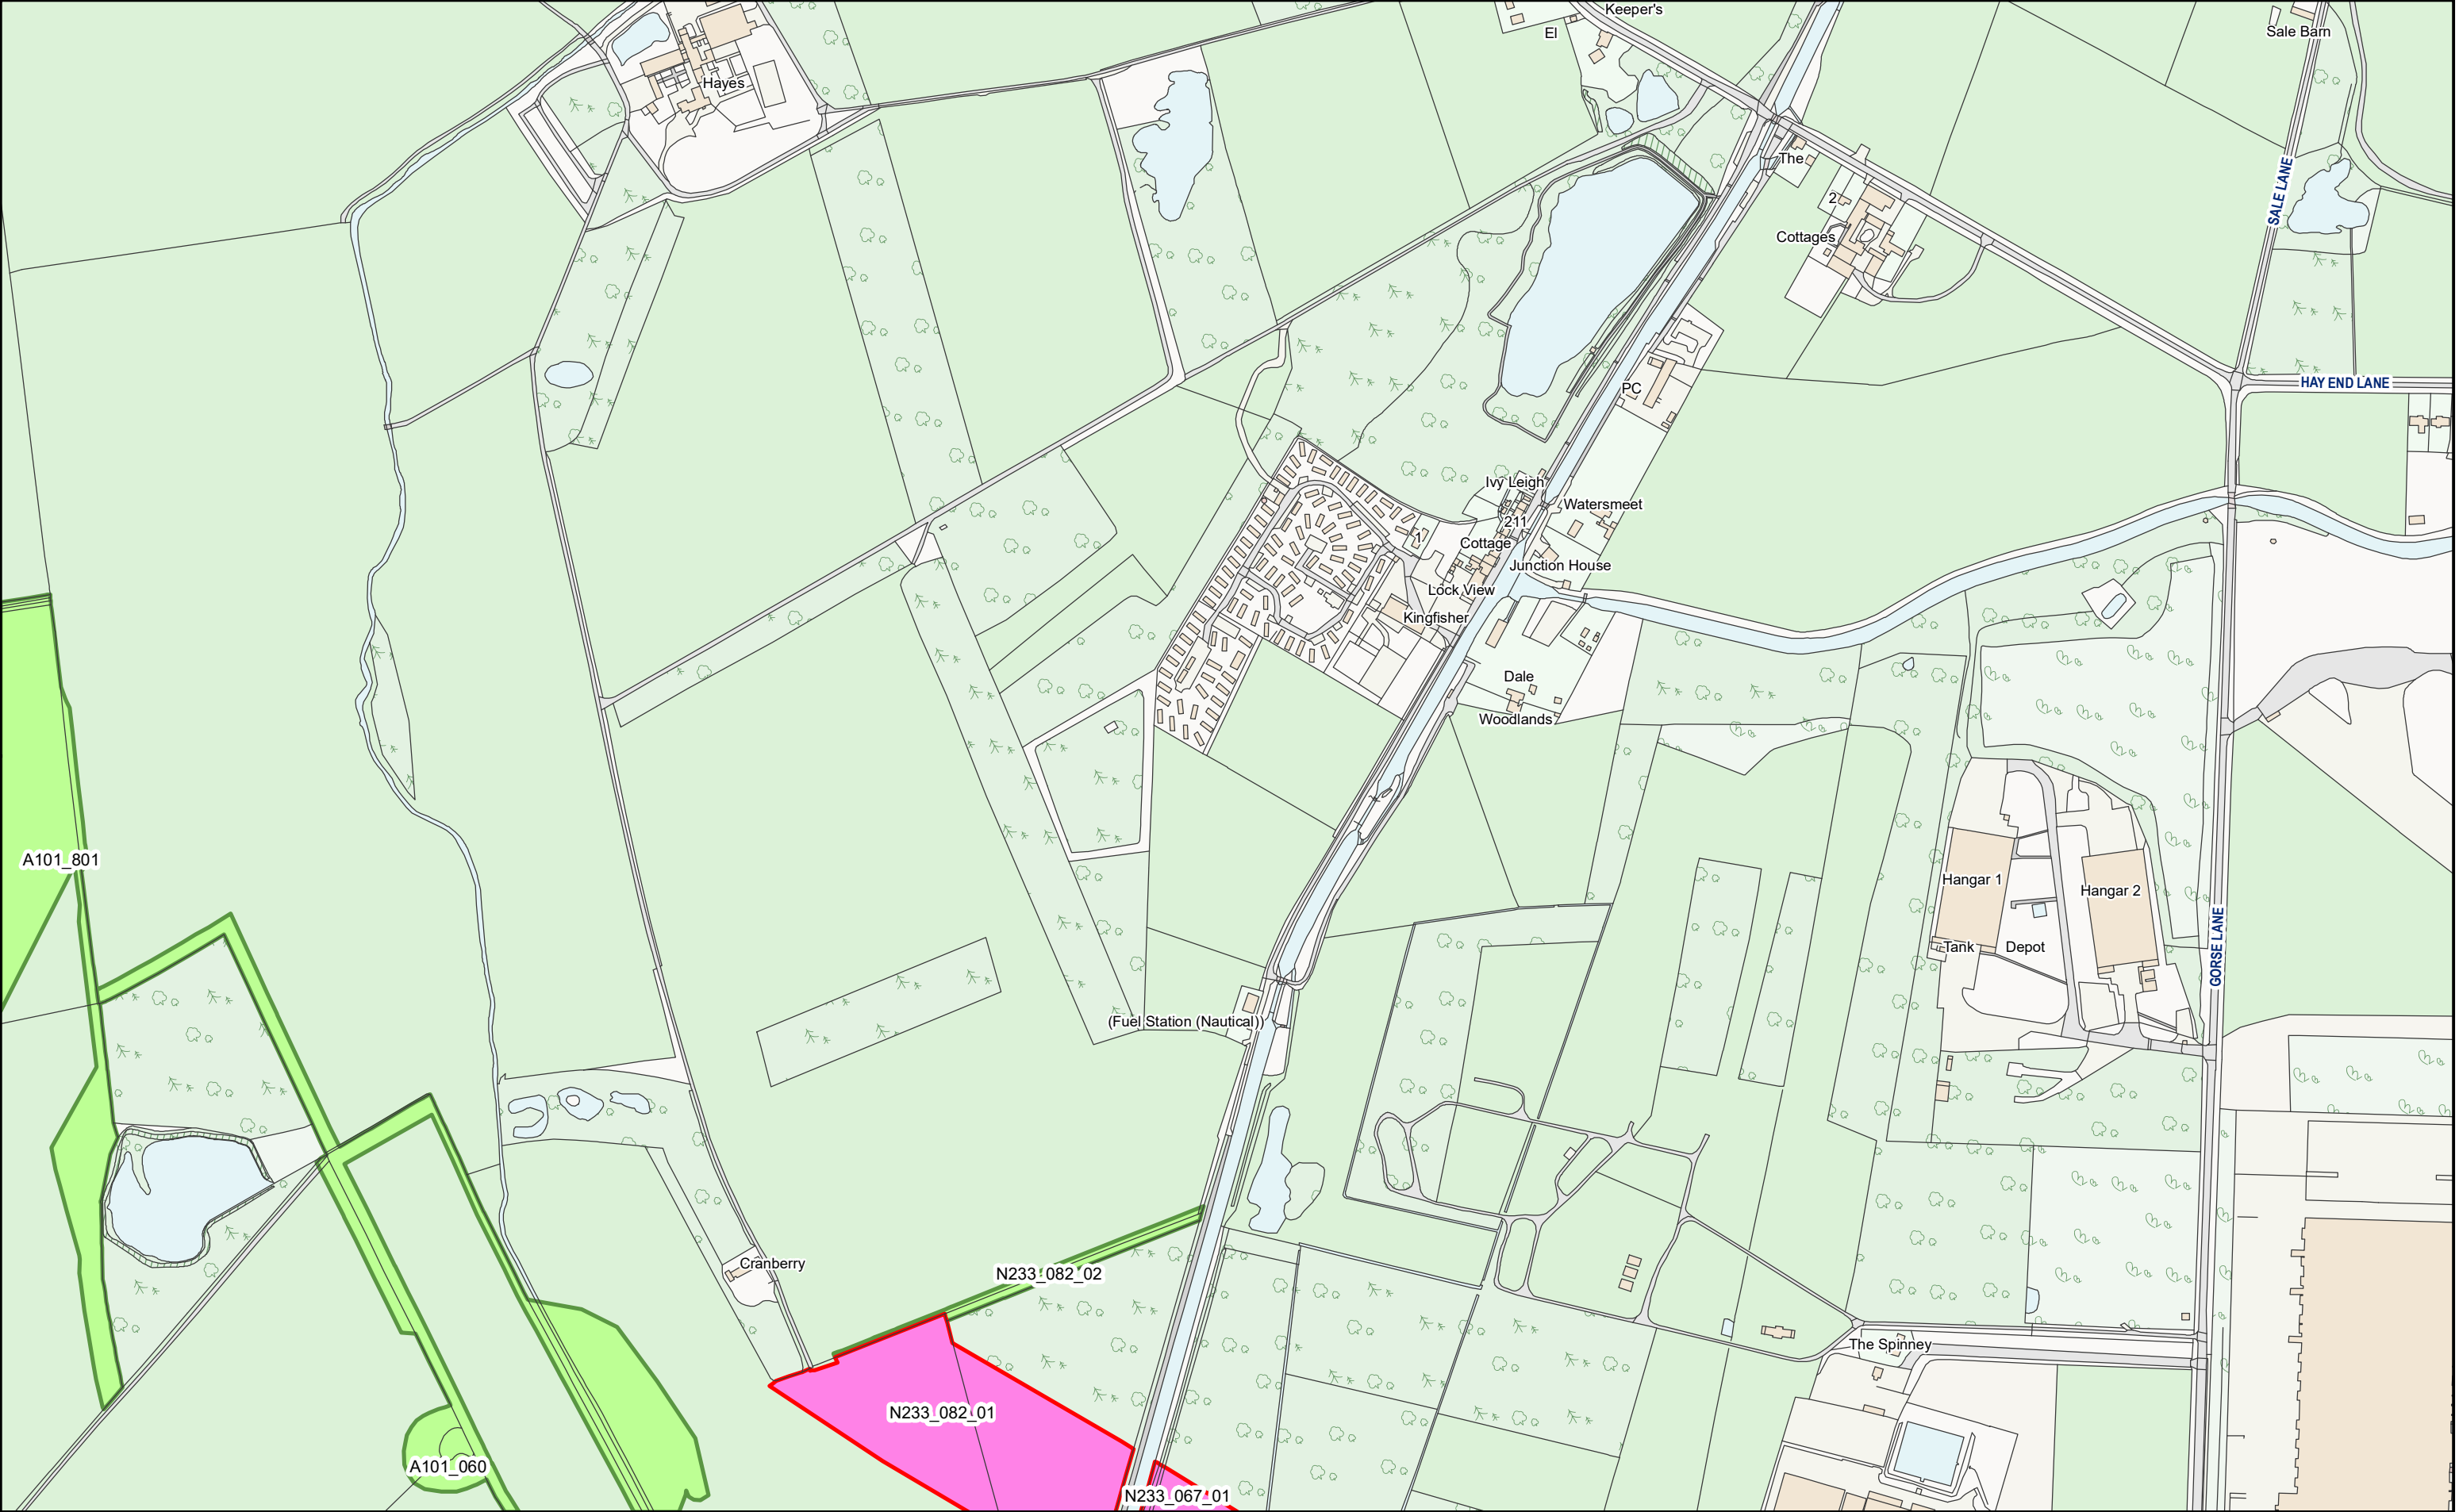 Keeper's
El
Sale Barn
Hayes
The
2
SALE LANE
Cottages
HAY END LANE
PC
Ivy Leigh
Watersmeet
211
1
Cottage
Junction House
Lock View
Kingfisher
Dale
Woodlands
A101_801
Hangar 1
Hangar 2
GORSE LANE
Tank
Depot
(Fuel Station (Nautical))
Cranberry
N233_082_02
The Spinney
N233_082_01
A101_060
N233_067_01